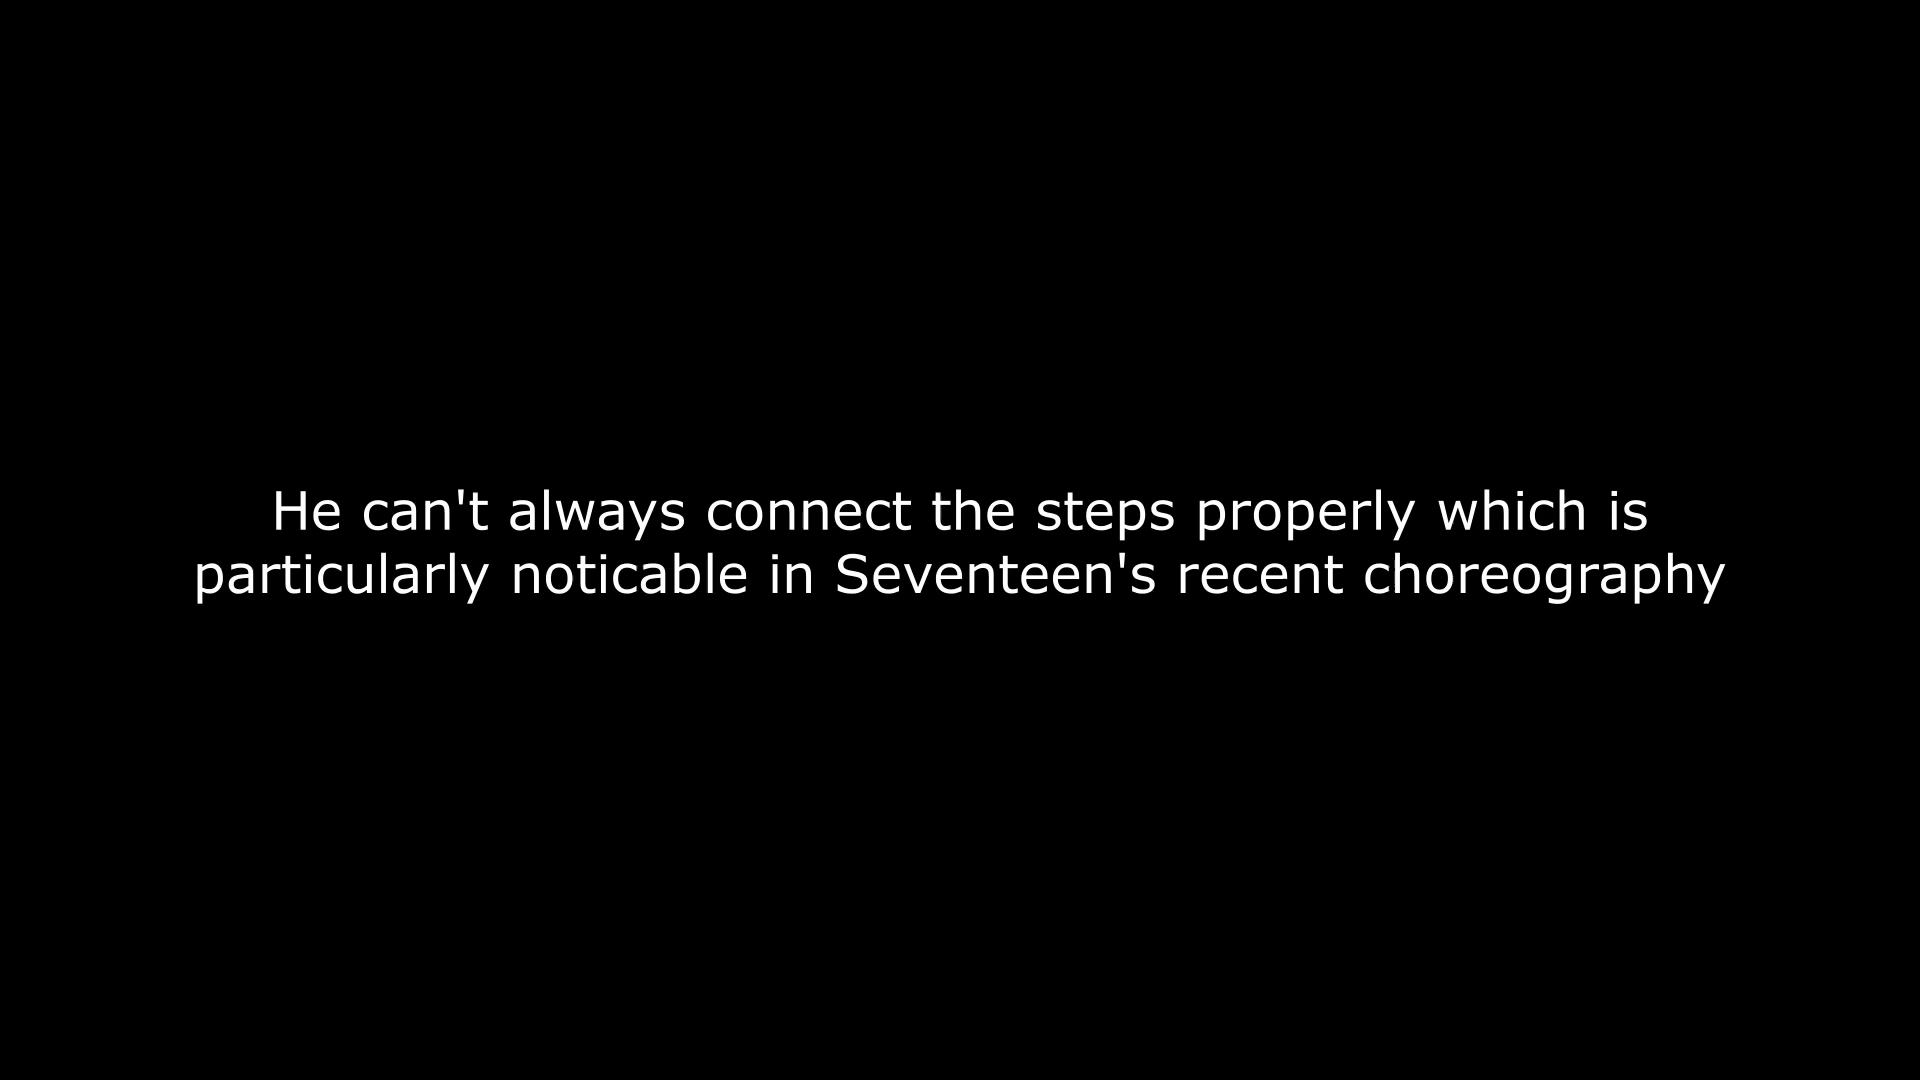 He can't always connect the steps properly which is
particularly noticable in Seventeen's recent choreography